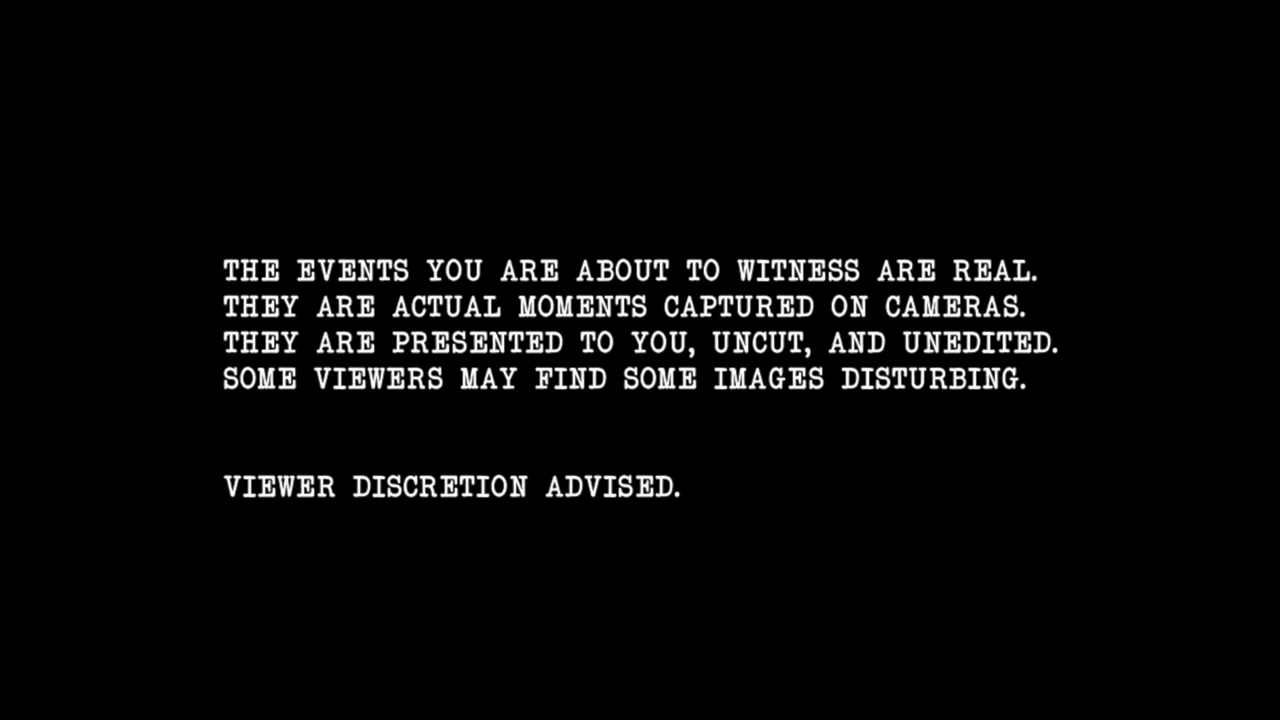 THE EVENTS YOU ARE ABOUT TO WITNESS ARE REAL.
THEY ARE ACTUAL MOMENTS CAPTURED ON CAMERAS.
THEY ARE PRESENTED TO YOU, UNCUT, AND UNEDITED.
SOME VIEWERS MAY FIND SOME IMAGES DISTURBING.
VIEWER DISCRETION ADVISED.